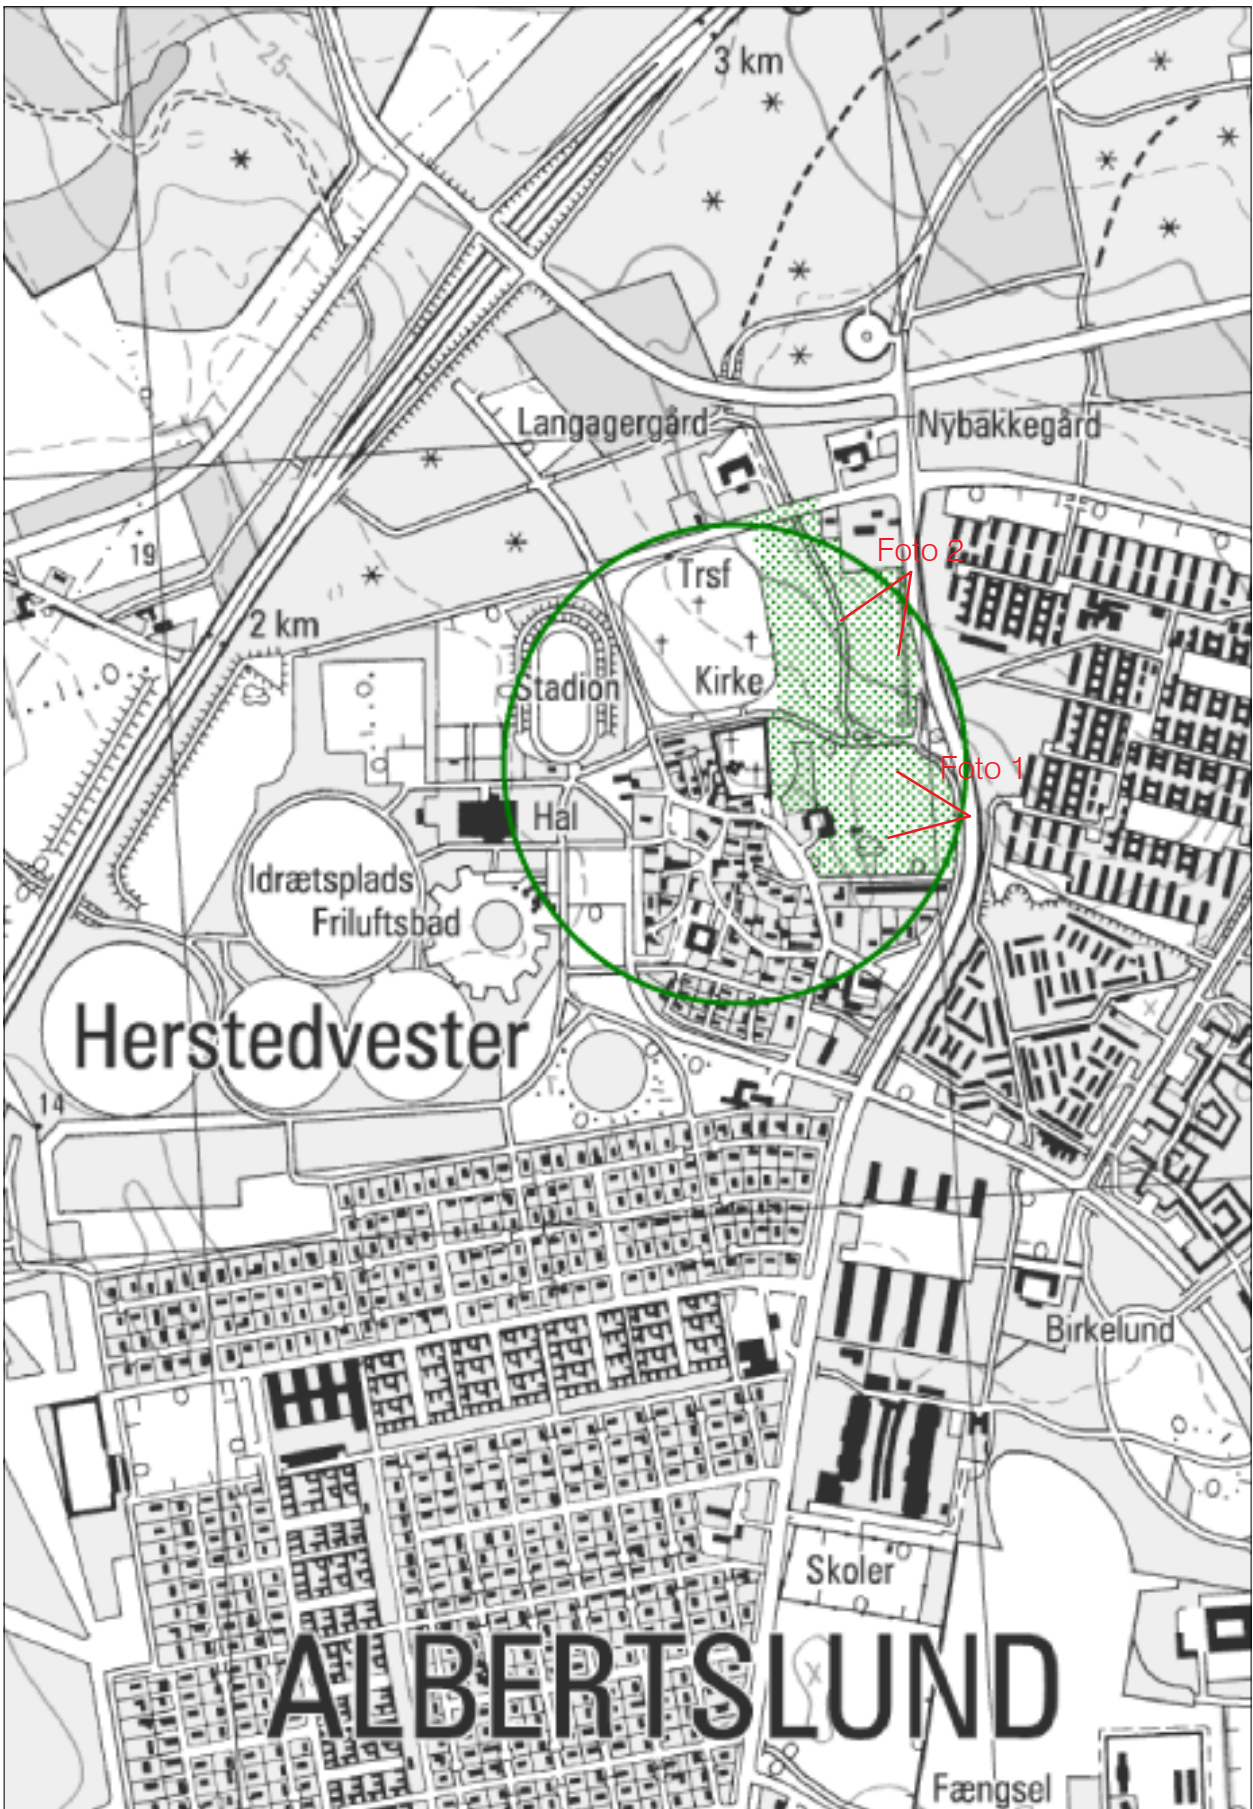 25
3 km
Langagergård
Nybakkegård
19
Foto 2
Trsf
2 km
Stadion
Kirke
Foto 1
Hal
Idrætsplads
Friluftsbad
Herstedvester
14
Birkelund
Skoler
ALBERTSLUND
Fængsel